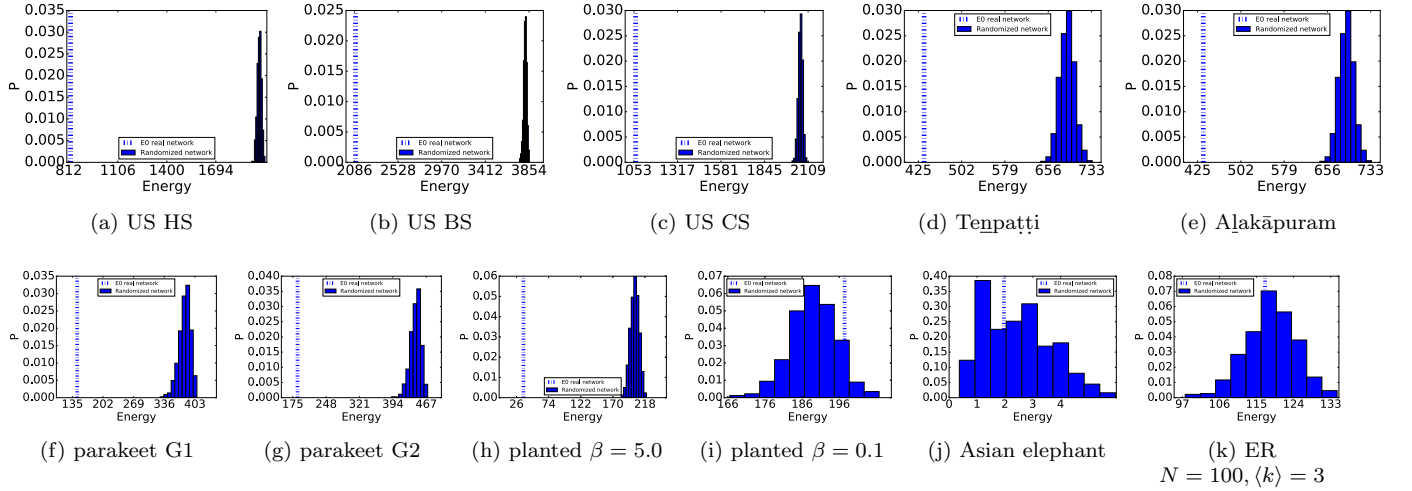 0.035
0.030
0.025
0.020
0.015
0.010
0.005
0.000
P
812 1106 1400 1694
Energy
E0 real network
Randomized network
(a) US HS
0.025
0.020
0.015
0.010
0.005
0.000
P
2086 2528 2970 3412 3854
Energy
E0 real network
Randomized network
(b) US BS
0.030
0.025
0.020
0.015
0.010
0.005
0.000
P
1053 1317 1581 1845 2109
Energy
E0 real network
Randomized network
(c) US CS
0.030
0.025
0.020
0.015
0.010
0.005
0.000
P
425 502 579 656 733
Energy
E0 real network
Randomized network
(d) Teṉpaṭṭi
0.030
0.025
0.020
0.015
0.010
0.005
0.000
P
425 502 579 656 733
Energy
E0 real network
Randomized network
(e) Aḻakāpuram
0.035
0.030
0.025
0.020
0.015
0.010
0.005
0.000
P
135 202 269 336 403
Energy
E0 real network
Randomized network
(f) parakeet G1
0.040
0.035
0.030
0.025
0.020
0.015
0.010
0.005
0.000
P
175 248 321 394 467
Energy
E0 real network
Randomized network
(g) parakeet G2
0.06
0.05
0.04
0.03
0.02
0.01
0.00
P
26 74 122 170 218
Energy
E0 real network
Randomized network
(h) planted β = 5.0
0.07
0.06
0.05
0.04
0.03
0.02
0.01
0.00
P
166 176 186 196
Energy
E0 real network
Randomized network
(i) planted β = 0.1
0.40
0.35
0.30
0.25
0.20
0.15
0.10
0.05
0.00
P
0 1 2 3 4
Energy
E0 real network
Randomized network
(j) Asian elephant
0.09
0.08
0.07
0.06
0.05
0.04
0.03
0.02
0.01
0.00
P
97 106 115 124 133
Energy
E0 real network
Randomized network
(k) ER
N = 100, ⟨k⟩ = 3